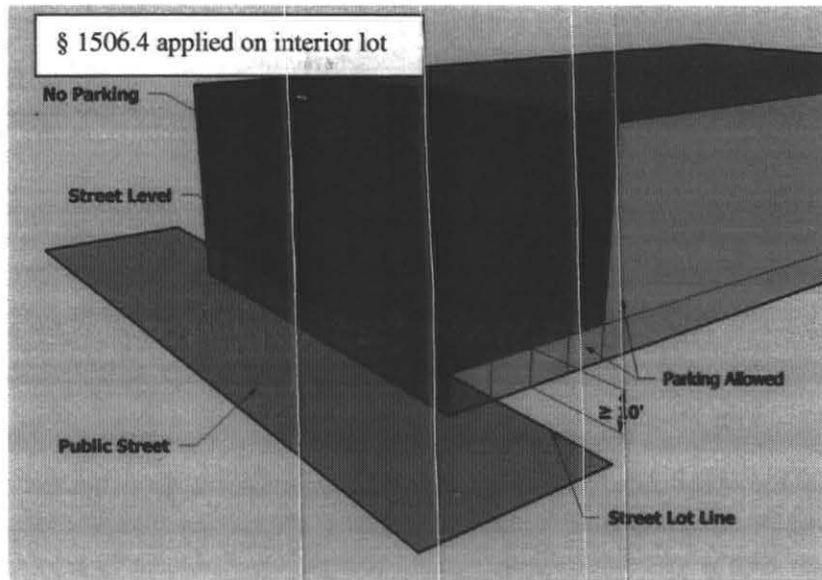 § 1506.4 applied on interior lot
No Parking
Street Level
Parking Allowed
≥ 10'
Public Street
Street Lot Line